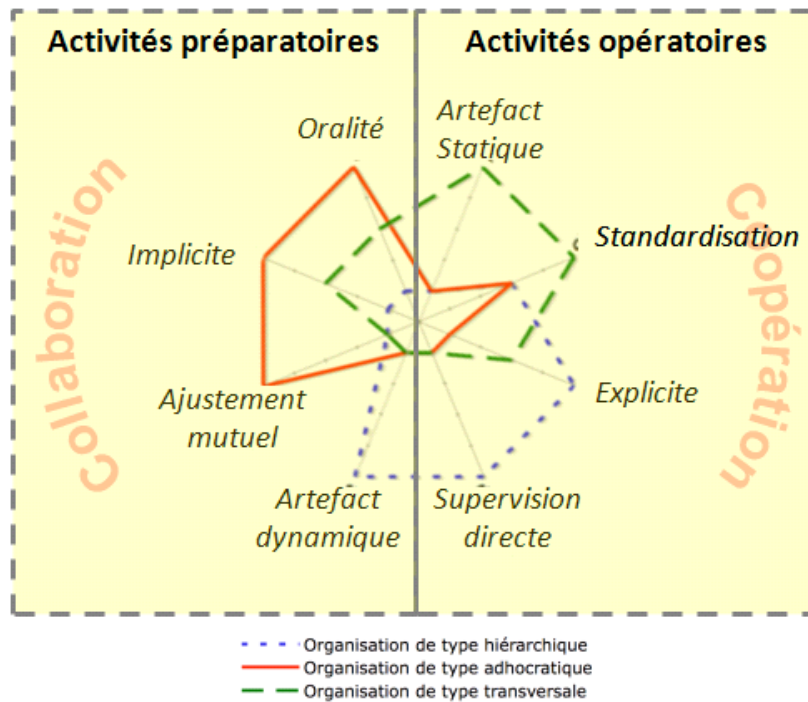 Activités préparatoires
Activités opératoires
Oralité
Artefact
Statique
Implicite
Standardisation
Collaboration
Coopération
Ajustement
mutuel
Explicite
Artefact
dynamique
Supervision
directe
Organisation de type hiérarchique
Organisation de type adhocratique
Organisation de type transversale